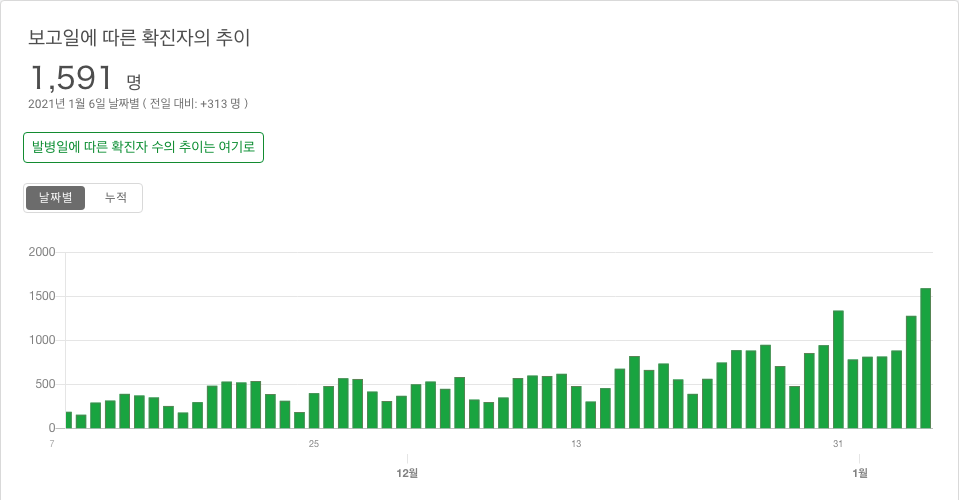 보고일에 따른 확진자의 추이
1,591 명
2021년 1월 6일 날짜별 ( 전일 대비: +313 명 )
발병일에 따른 확진자 수의 추이는 여기로
날짜별 누적
2000
1500
1000
500
0
7 25 13 31
12월 1월